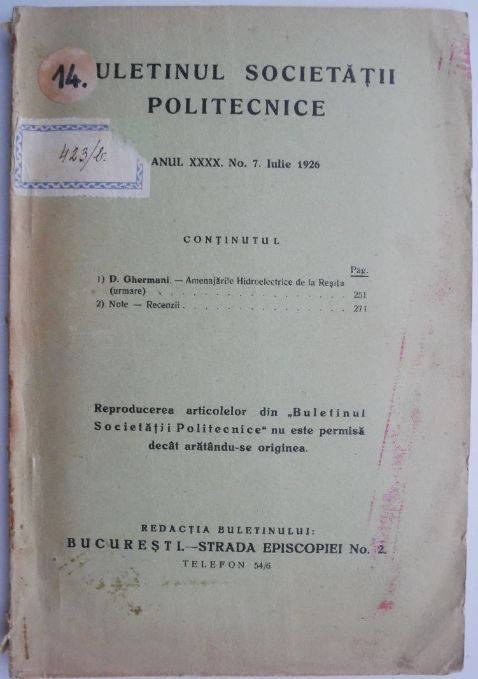 14.
ULETINUL SOCIETĂȚII
POLITECNICE
423/b.
ANUL XXXX. No. 7. Iulie 1926
CONȚINUTUL
Pag.
1) D. Ghermani. — Amenajările Hidroelectrice de la Reșița
(urmare) . . . . . . . . . . . . . . . 251
2) Note — Recenzii . . . . . . . . . . . . . 271
Reproducerea articolelor din „Buletinul
Societății Politecnice" nu este permisă
decât arătându-se originea.
REDACȚIA BULETINULUI:
BUCUREȘTI.—STRADA EPISCOPIEI No. 2.
TELEFON 54/6